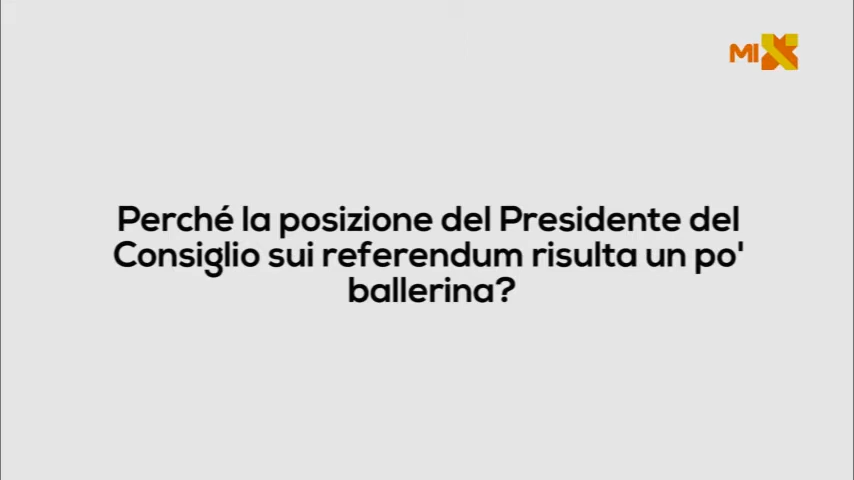 MIX
Perché la posizione del Presidente del
Consiglio sui referendum risulta un po'
ballerina?